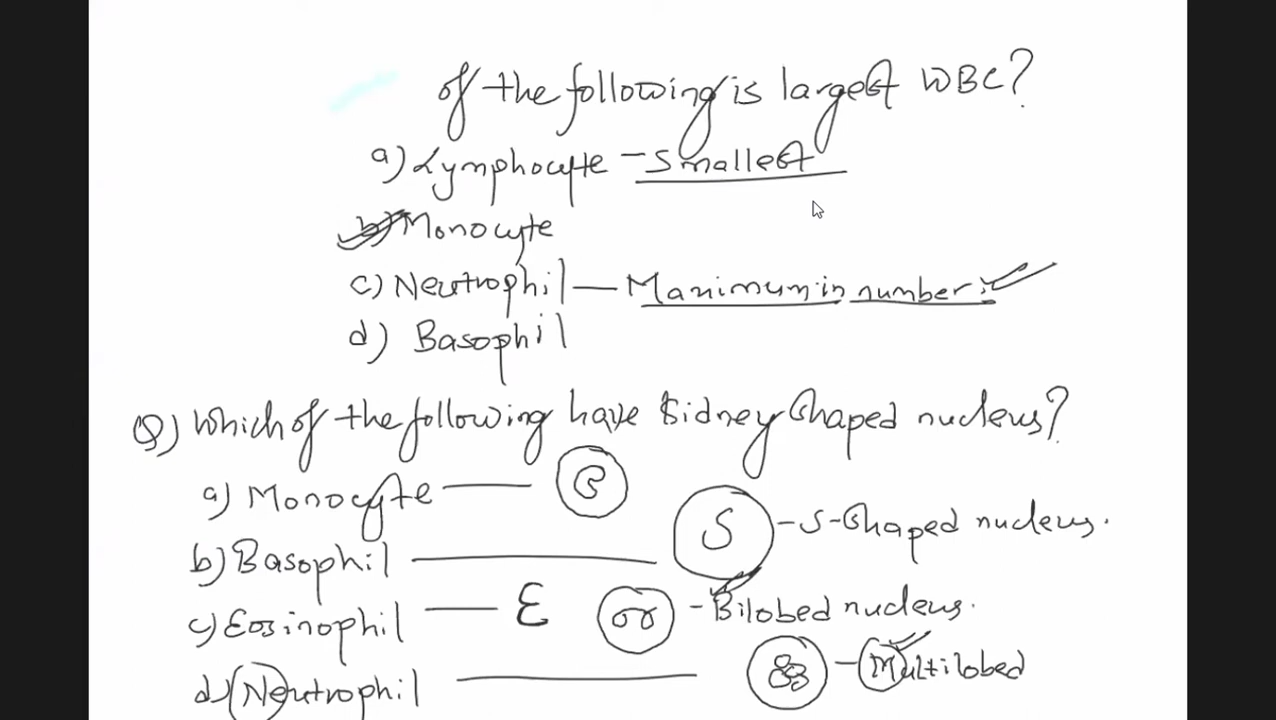 of the following is largest WBC?
a) Lymphocyte - Smallest
b) Monocyte
c) Neutrophil - Maximum in number.
d) Basophil
Q) Which of the following have kidney shaped nucleus?
a) Monocyte
b) Basophil S - S-Shaped nucleus.
c) Eosinophil - E - Bilobed nucleus.
d) Neutrophil - Multilobed